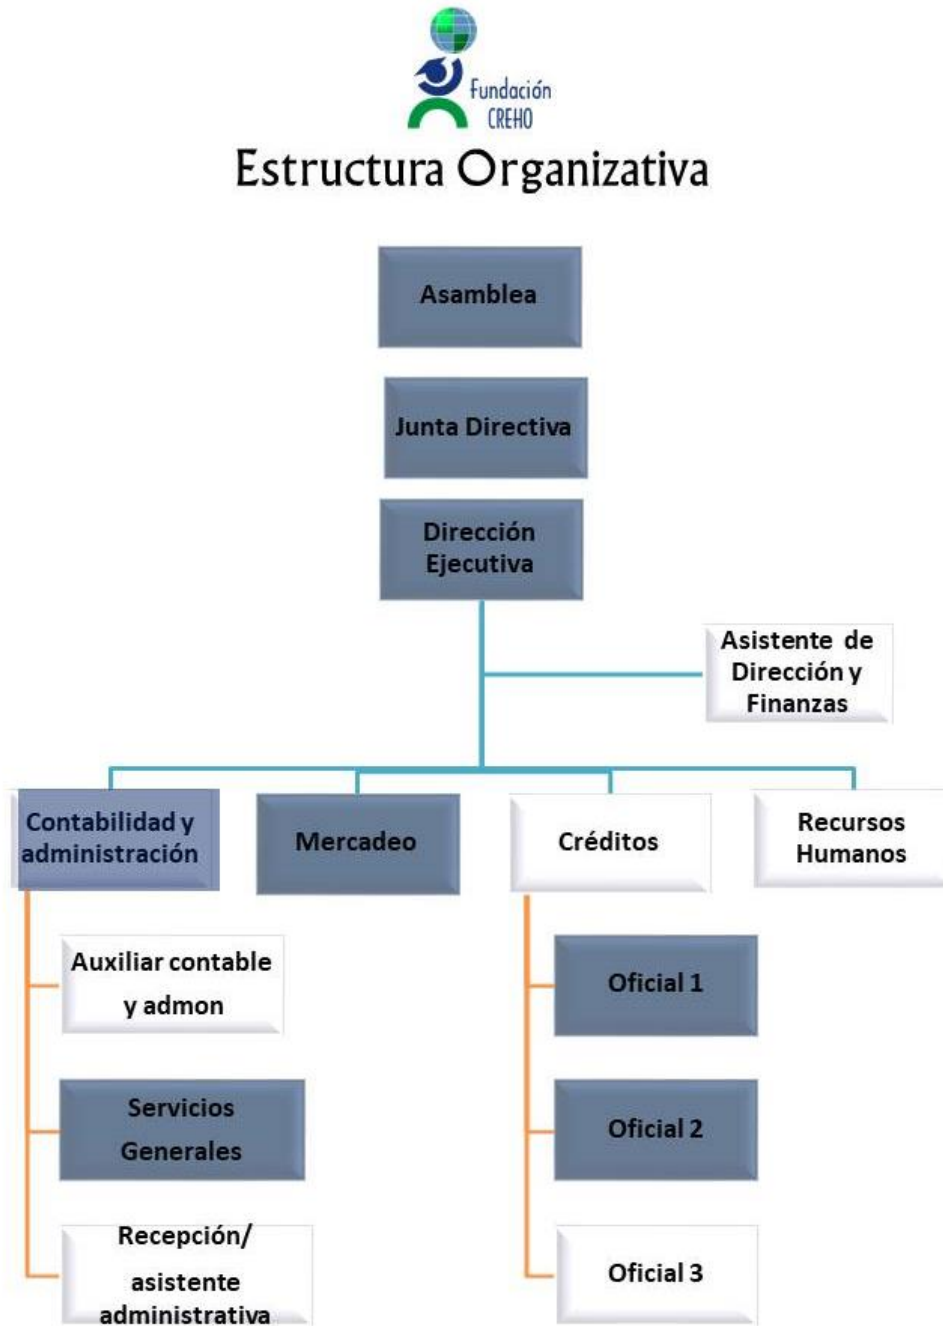 Fundación
CREHO
Estructura Organizativa
Asamblea
Junta Directiva
Dirección
Ejecutiva
Asistente de
Dirección y
Finanzas
Contabilidad y
administración
Mercadeo
Créditos
Recursos
Humanos
Auxiliar contable
y admon
Servicios
Generales
Recepción/
asistente
administrativa
Oficial 1
Oficial 2
Oficial 3